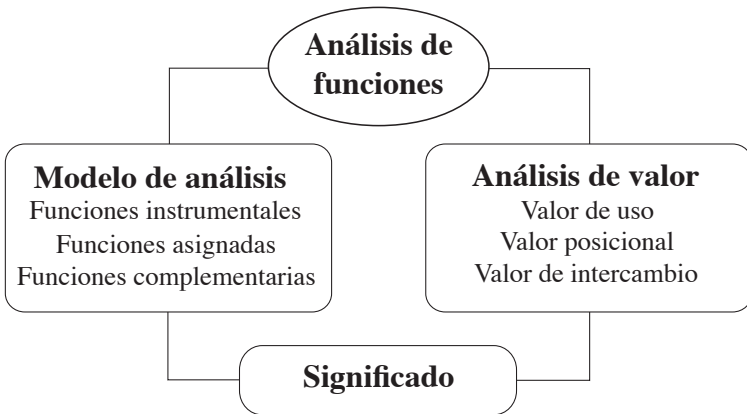 Análisis de
funciones
Modelo de análisis
Funciones instrumentales
Funciones asignadas
Funciones complementarias
Análisis de valor
Valor de uso
Valor posicional
Valor de intercambio
Significado